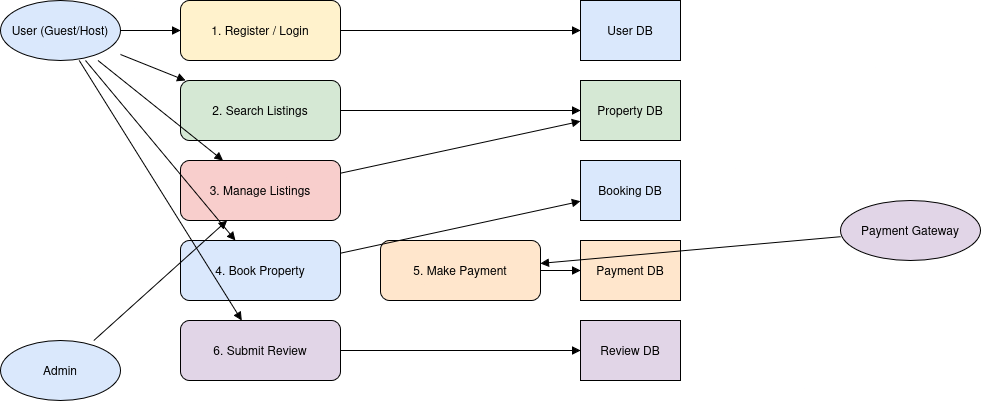 User (Guest/Host)
1. Register / Login
User DB
2. Search Listings
Property DB
3. Manage Listings
Booking DB
Payment Gateway
4. Book Property
5. Make Payment
Payment DB
6. Submit Review
Review DB
Admin